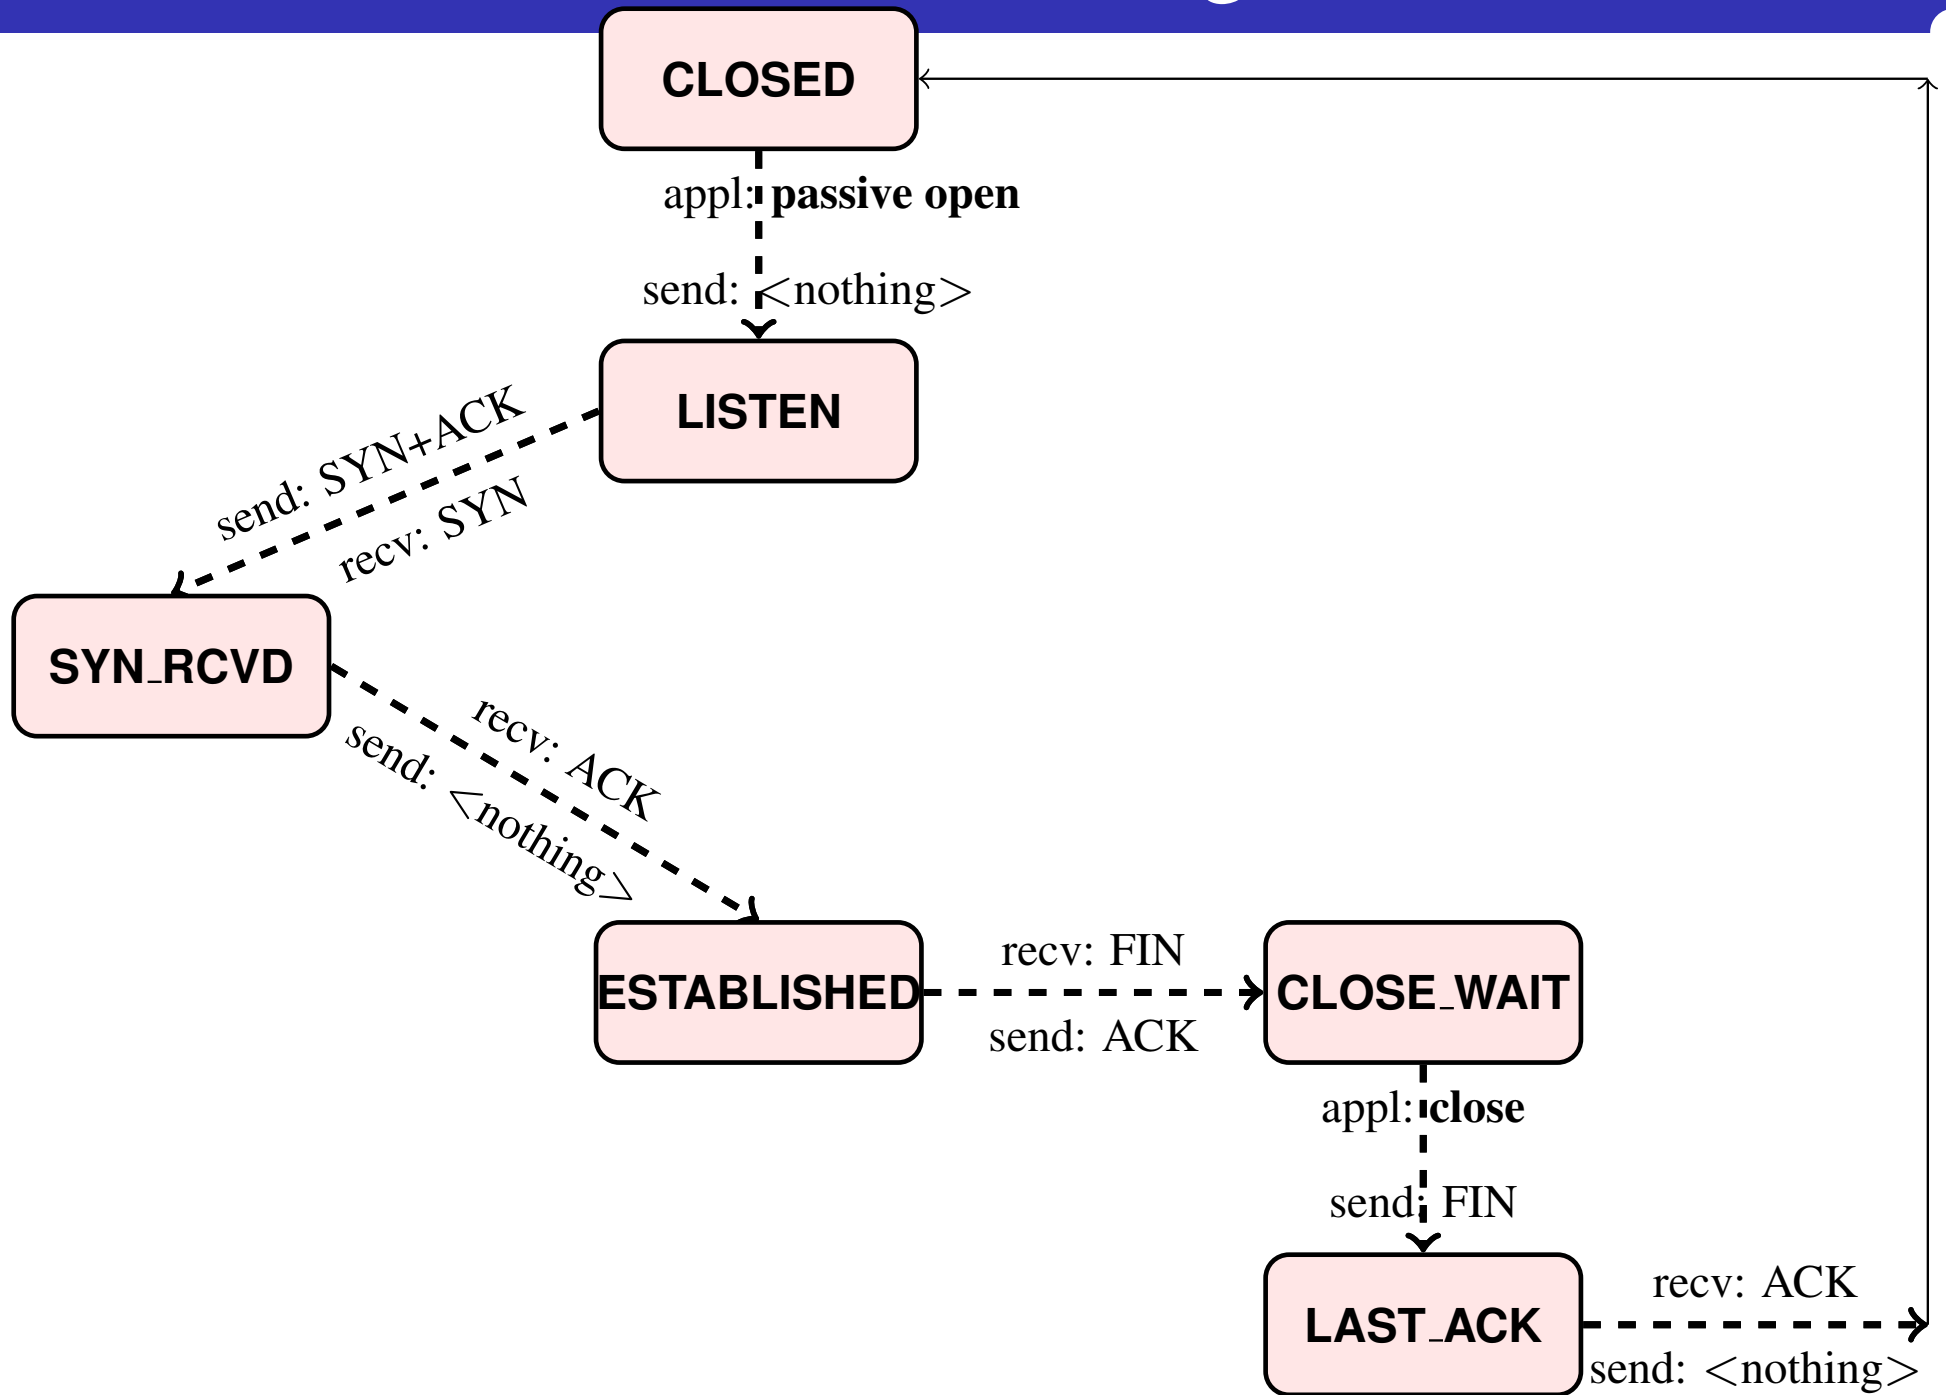 CLOSED
appl: passive open
send: <nothing>
LISTEN
send: SYN+ACK
recv: SYN
SYN_RCVD
recv: ACK
send: <nothing>
ESTABLISHED
recv: FIN
send: ACK
CLOSE_WAIT
appl: close
send: FIN
LAST_ACK
recv: ACK
send: <nothing>